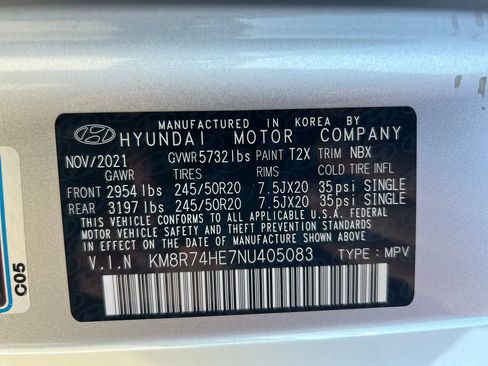 MANUFACTURED IN KOREA BY
HYUNDAI MOTOR COMPANY
NOV/2021 GVWR5732lbs PAINT T2X TRIM NBX
GAWR TIRES RIMS COLD TIRE INFL
FRONT 2954 lbs 245/50R20 7.5JX20 35psi SINGLE
REAR 3197 lbs 245/50R20 7.5JX20 35psi SINGLE
THIS VEHICLE CONFORMS TO ALL APPLICABLE U.S.A. FEDERAL
MOTOR VEHICLE SAFETY AND THEFT PREVENTION STANDARDS
IN EFFECT ON THE DATE OF MANUFACTURE SHOWN ABOVE.
V.I.N KM8R74HE7NU405083 TYPE : MPV
C05